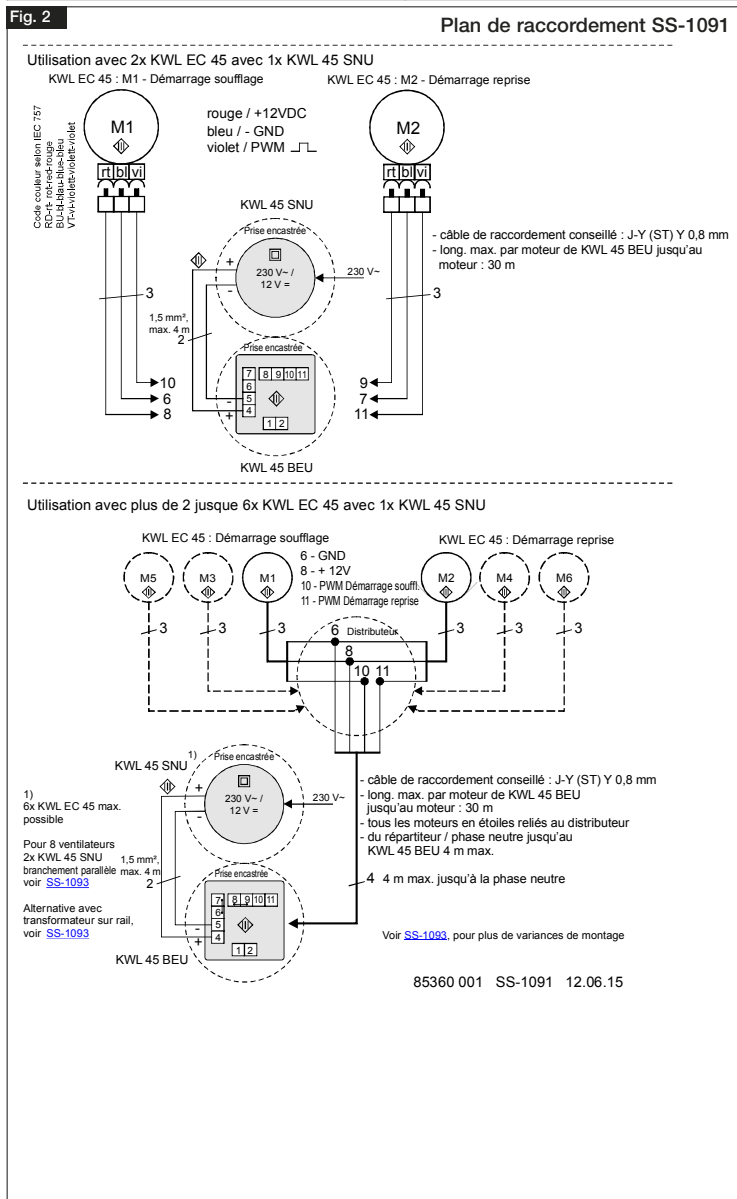 Fig. 2
Plan de raccordement SS-1091
Utilisation avec 2x KWL EC 45 avec 1x KWL 45 SNU
KWL EC 45 : M1 - Démarrage soufflage
KWL EC 45 : M2 - Démarrage reprise
Code couleur selon IEC 757
RD-rt- rot-red-rouge
BU-bl-blau-blue-bleu
VT-vi-violett-violett-violet
M1
rt bl vi
rouge / +12VDC
bleu / - GND
violet / PWM
M2
rt bl vi
KWL 45 SNU
Prise encastrée
+
-
230 V~ /
12 V =
230 V~
- câble de raccordement conseillé : J-Y (ST) Y 0,8 mm
- long. max. par moteur de KWL 45 BEU jusqu'au
moteur : 30 m
3
3
1,5 mm²,
max. 4 m
2
Prise encastrée
7 8 9 10 11
6
5
4
1 2
-
+
10
6
8
9
7
11
KWL 45 BEU
Utilisation avec plus de 2 jusque 6x KWL EC 45 avec 1x KWL 45 SNU
KWL EC 45 : Démarrage soufflage
KWL EC 45 : Démarrage reprise
6 - GND
8 - + 12V
10 - PWM Démarrage souffl.
11 - PWM Démarrage reprise
M5
M3
M1
M2
M4
M6
3
3
3
3
3
3
6
Distributeur
8
10 11
KWL 45 SNU 1)
Prise encastrée
+
-
230 V~ /
12 V =
230 V~
1)
6x KWL EC 45 max.
possible
Pour 8 ventilateurs
2x KWL 45 SNU
branchement parallèle
voir SS-1093
Alternative avec
transformateur sur rail,
voir SS-1093
1,5 mm²,
max. 4 m
2
Prise encastrée
7 8 9 10 11
6
5
4
1 2
-
+
KWL 45 BEU
- câble de raccordement conseillé : J-Y (ST) Y 0,8 mm
- long. max. par moteur de KWL 45 BEU
jusqu'au moteur : 30 m
- tous les moteurs en étoiles reliés au distributeur
- du répartiteur / phase neutre jusqu'au
KWL 45 BEU 4 m max.
4 4 m max. jusqu'à la phase neutre
Voir SS-1093, pour plus de variances de montage
85360 001 SS-1091 12.06.15